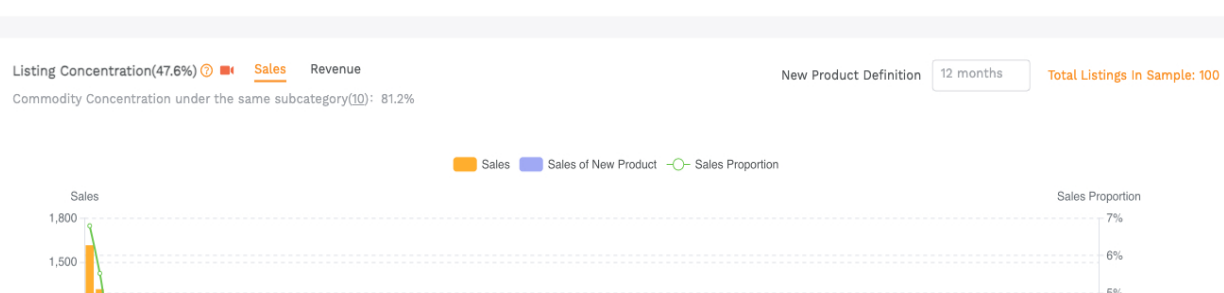 Listing Concentration(47.6%) Sales Revenue New Product Definition 12 months Total Listings In Sample: 100
Commodity Concentration under the same subcategory(10): 81.2%
Sales Sales of New Product Sales Proportion
Sales Sales Proportion
1,800 7%
1,500 6%
5%